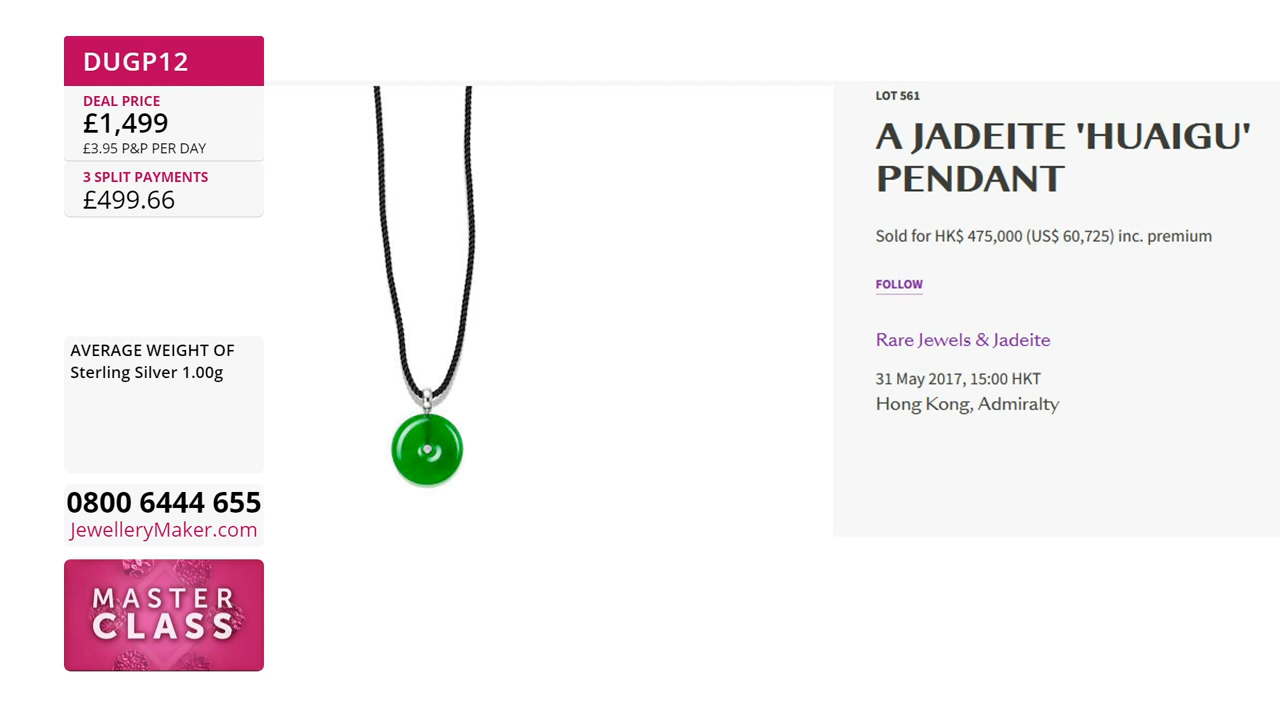 DUGP12
DEAL PRICE
£1,499
£3.95 P&P PER DAY
3 SPLIT PAYMENTS
£499.66
AVERAGE WEIGHT OF
Sterling Silver 1.00g
0800 6444 655
JewelleryMaker.com
MASTER
CLASS
LOT 561
A JADEITE 'HUAIGU'
PENDANT
Sold for HK$ 475,000 (US$ 60,725) inc. premium
FOLLOW
Rare Jewels & Jadeite
31 May 2017, 15:00 HKT
Hong Kong, Admiralty